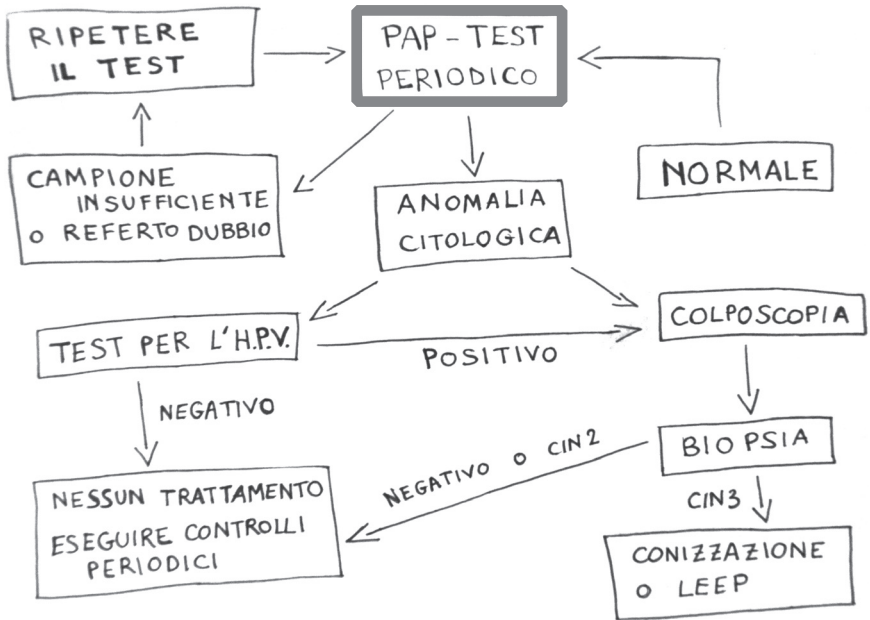 RIPETERE
IL TEST
PAP-TEST
PERIODICO
NORMALE
CAMPIONE
INSUFFICIENTE
O REFERTO DUBBIO
ANOMALIA
CITOLOGICA
COLPOSCOPIA
TEST PER L'H.P.V.
POSITIVO
NEGATIVO
BIOPSIA
NEGATIVO O CIN2
CIN3
NESSUN TRATTAMENTO
ESEGUIRE CONTROLLI
PERIODICI
CONIZZAZIONE
O LEEP